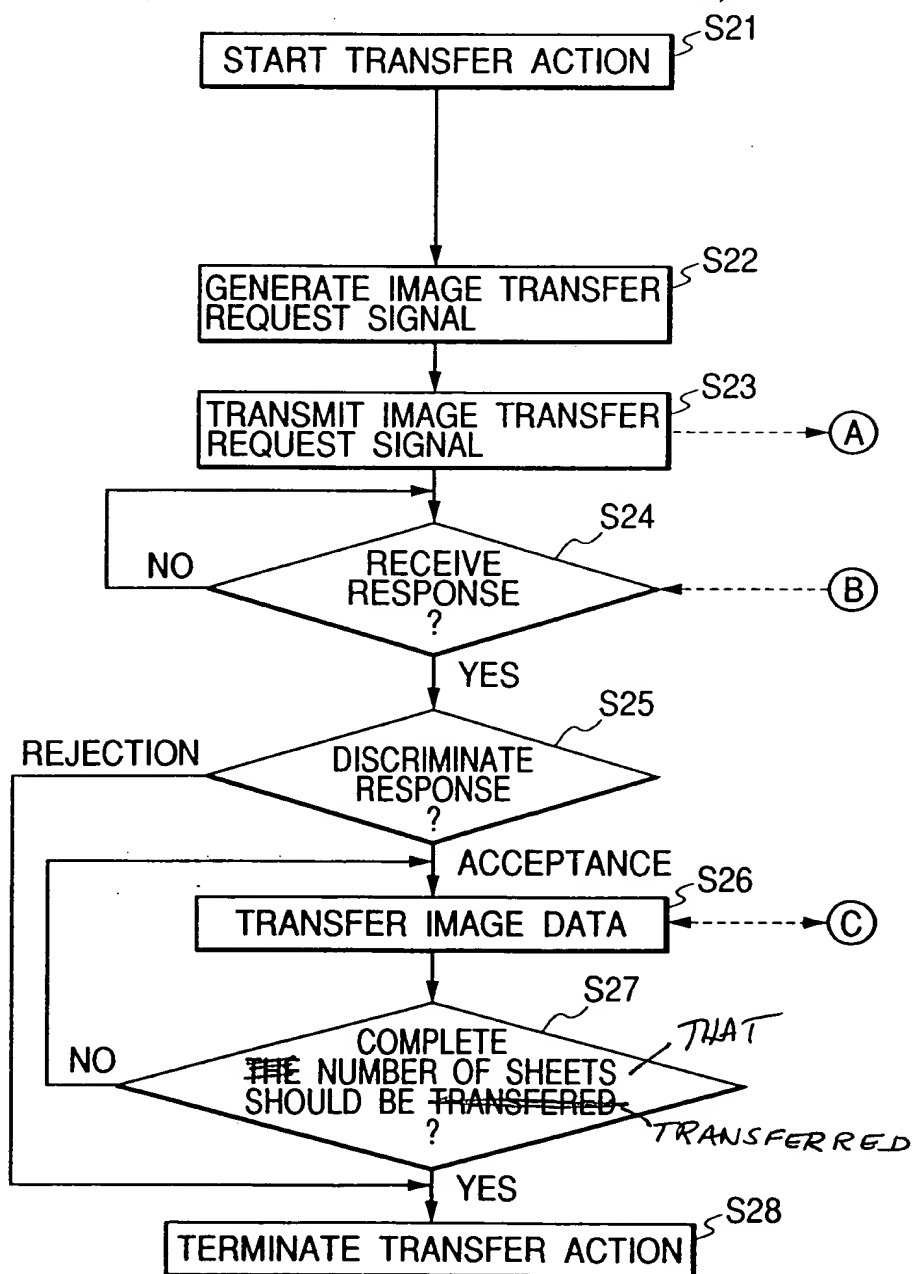 S21
START TRANSFER ACTION
S22
GENERATE IMAGE TRANSFER
REQUEST SIGNAL
S23
TRANSMIT IMAGE TRANSFER
REQUEST SIGNAL
A
S24
NO
RECEIVE
RESPONSE
?
B
YES
S25
REJECTION
DISCRIMINATE
RESPONSE
?
ACCEPTANCE
S26
TRANSFER IMAGE DATA
C
S27
COMPLETE
THAT
NO
THE NUMBER OF SHEETS
SHOULD BE TRANSFERED
?
TRANSFERRED
YES
S28
TERMINATE TRANSFER ACTION